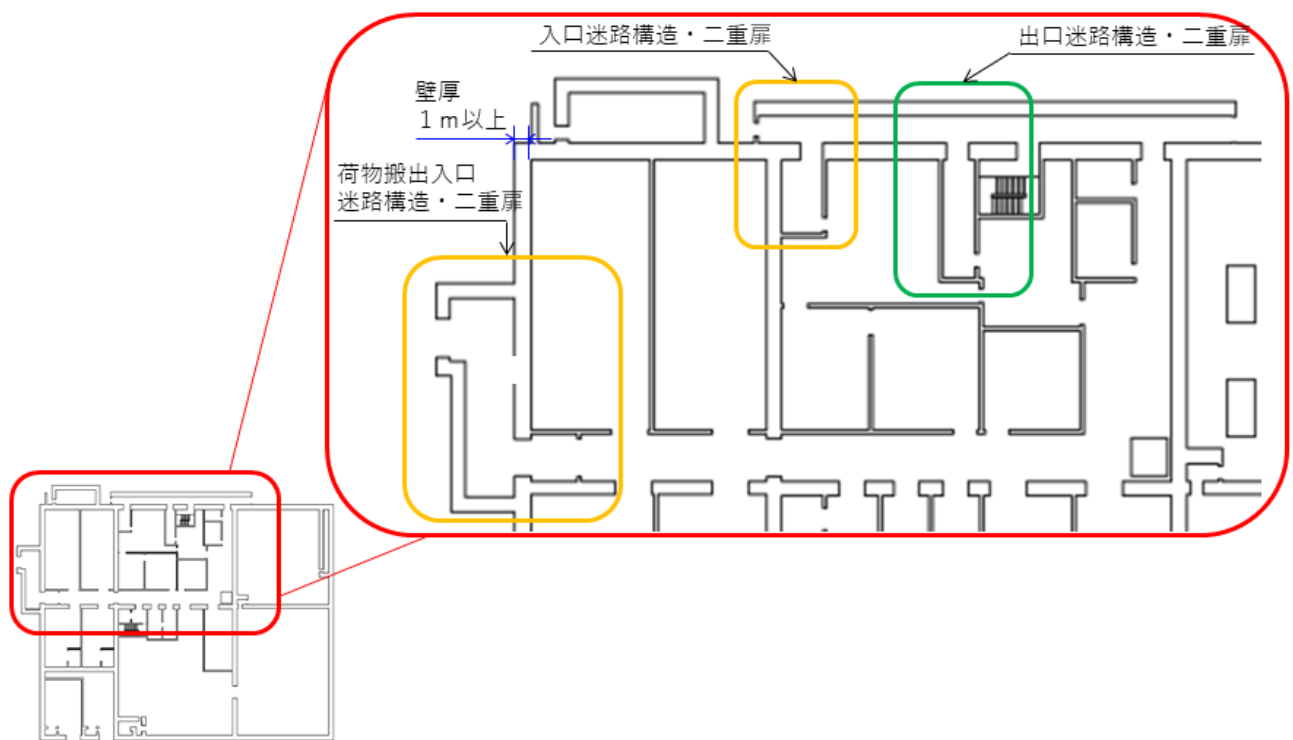 入口迷路構造・二重扉
出口迷路構造・二重扉
壁厚
１ｍ以上
荷物搬出入口
迷路構造・二重扉